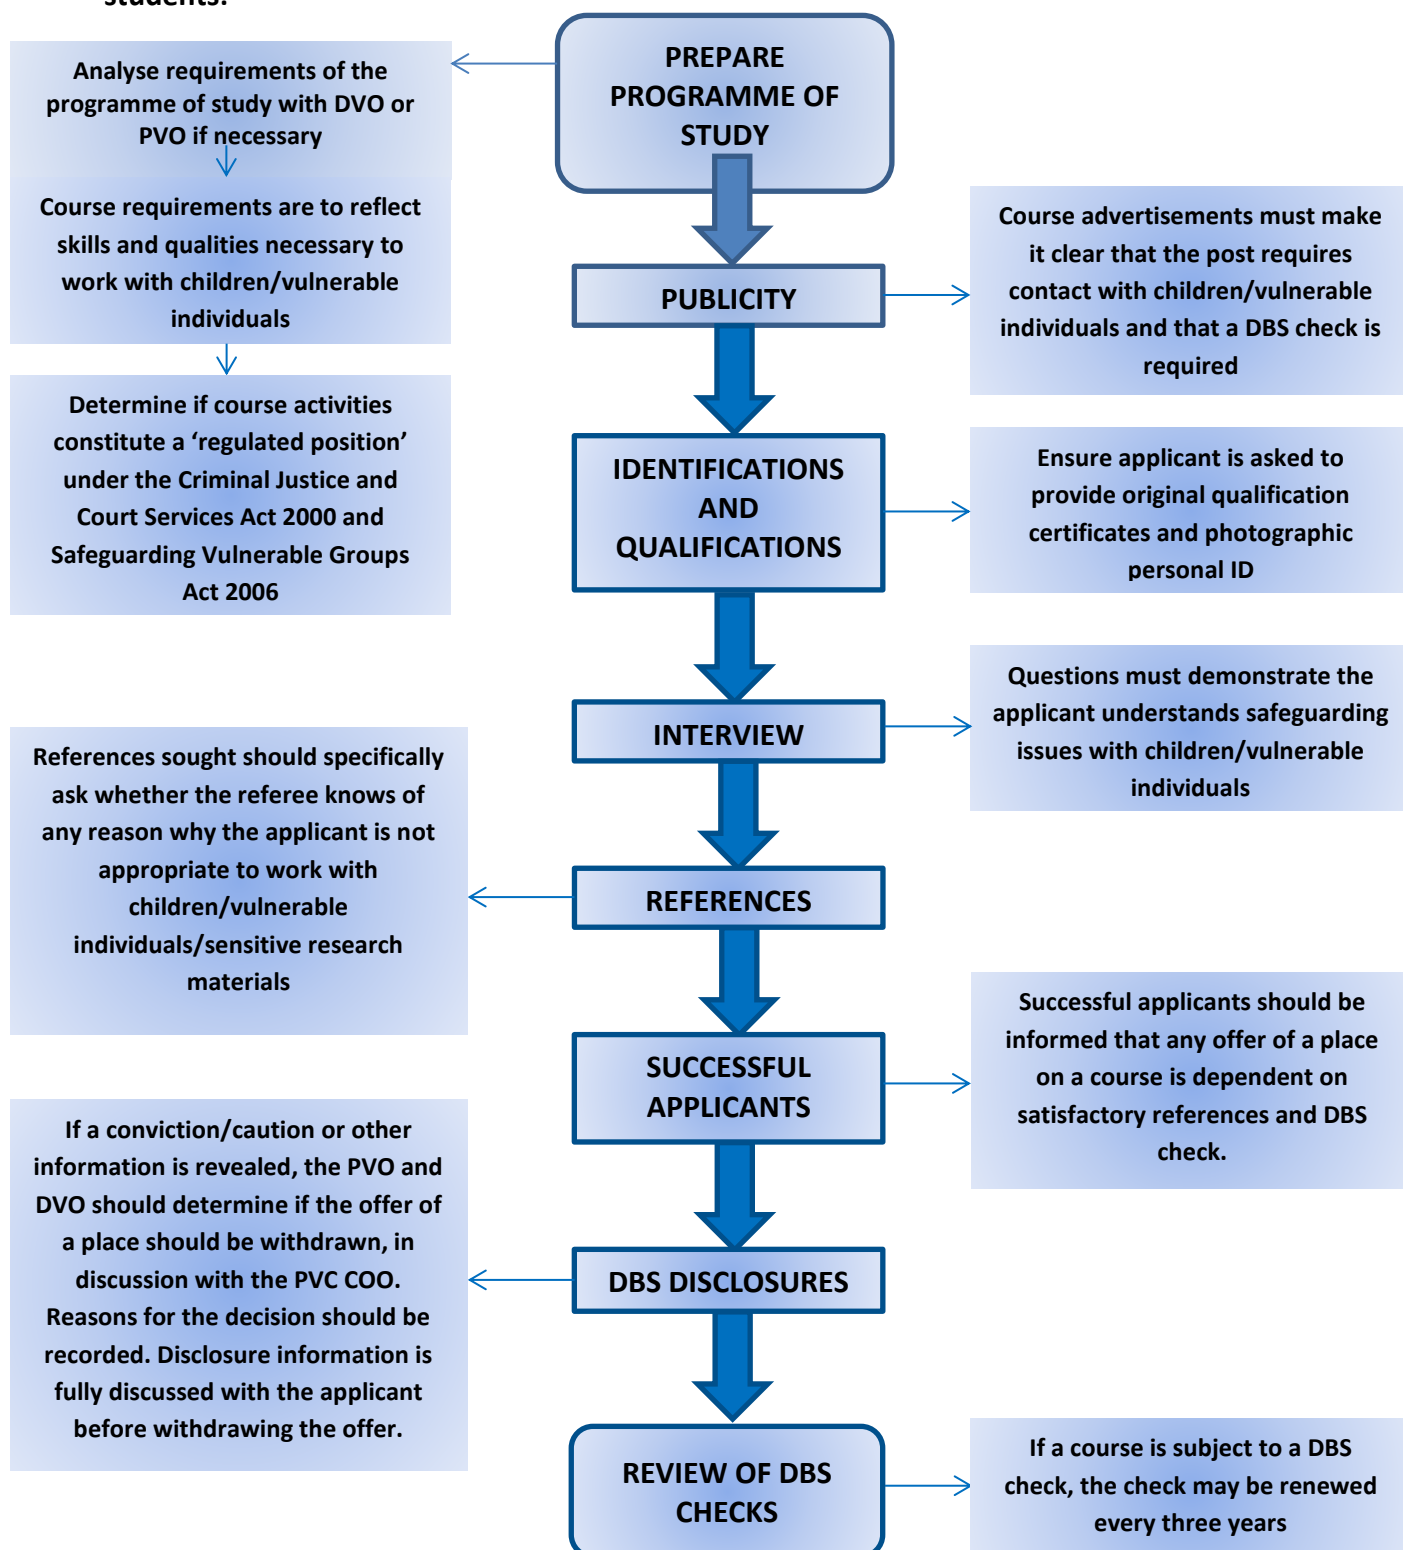 students:
PREPARE
PROGRAMME OF
STUDY
Analyse requirements of the
programme of study with DVO or
PVO if necessary
Course requirements are to reflect
skills and qualities necessary to
work with children/vulnerable
individuals
Determine if course activities
constitute a ‘regulated position’
under the Criminal Justice and
Court Services Act 2000 and
Safeguarding Vulnerable Groups
Act 2006
PUBLICITY
Course advertisements must make
it clear that the post requires
contact with children/vulnerable
individuals and that a DBS check is
required
IDENTIFICATIONS
AND
QUALIFICATIONS
Ensure applicant is asked to
provide original qualification
certificates and photographic
personal ID
INTERVIEW
Questions must demonstrate the
applicant understands safeguarding
issues with children/vulnerable
individuals
REFERENCES
References sought should specifically
ask whether the referee knows of
any reason why the applicant is not
appropriate to work with
children/vulnerable
individuals/sensitive research
materials
SUCCESSFUL
APPLICANTS
Successful applicants should be
informed that any offer of a place
on a course is dependent on
satisfactory references and DBS
check.
DBS DISCLOSURES
If a conviction/caution or other
information is revealed, the PVO and
DVO should determine if the offer of
a place should be withdrawn, in
discussion with the PVC COO.
Reasons for the decision should be
recorded. Disclosure information is
fully discussed with the applicant
before withdrawing the offer.
REVIEW OF DBS
CHECKS
If a course is subject to a DBS
check, the check may be renewed
every three years